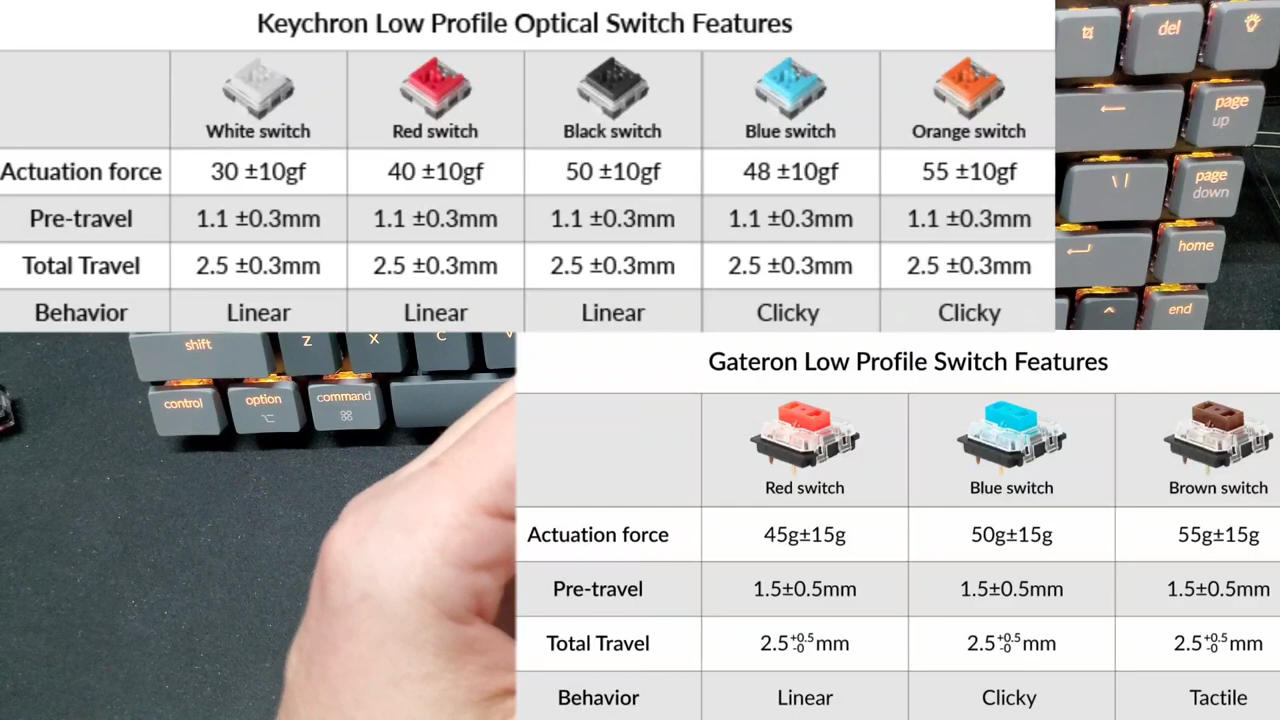 Keychron Low Profile Optical Switch Features
White switch Red switch Black switch Blue switch Orange switch
Actuation force 30 ±10gf 40 ±10gf 50 ±10gf 48 ±10gf 55 ±10gf
Pre-travel 1.1 ±0.3mm 1.1 ±0.3mm 1.1 ±0.3mm 1.1 ±0.3mm 1.1 ±0.3mm
Total Travel 2.5 ±0.3mm 2.5 ±0.3mm 2.5 ±0.3mm 2.5 ±0.3mm 2.5 ±0.3mm
Behavior Linear Linear Linear Clicky Clicky
del
page
up
\ |
page
down
home
end
shift Z X C
control option command
⌥ ⌘
Gateron Low Profile Switch Features
Red switch Blue switch Brown switch
Actuation force 45g±15g 50g±15g 55g±15g
Pre-travel 1.5±0.5mm 1.5±0.5mm 1.5±0.5mm
Total Travel 2.5+0.5-0mm 2.5+0.5-0mm 2.5+0.5-0mm
Behavior Linear Clicky Tactile